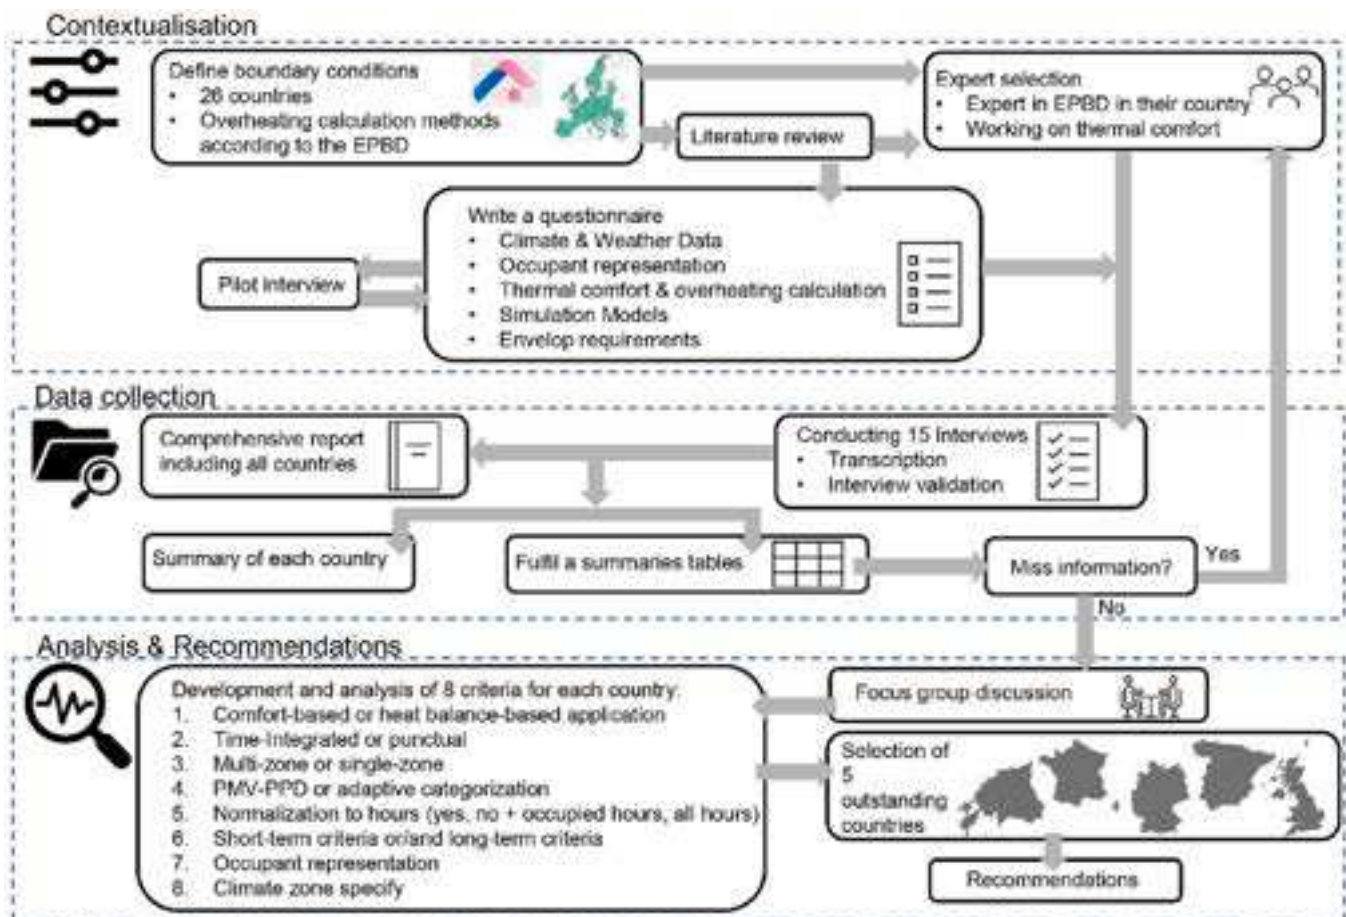 Contextualisation
Define boundary conditions
• 26 countries
• Overheating calculation methods
according to the EPBD
Literature review
Expert selection
• Expert in EPBD in their country
• Working on thermal comfort
Write a questionnaire
• Climate & Weather Data
• Occupant representation
• Thermal comfort & overheating calculation
• Simulation Models
• Envelop requirements
Pilot Interview
Data collection
Comprehensive report
including all countries
Conducting 15 Interviews
• Transcription
• Interview validation
Summary of each country
Fulfil a summaries tables
Miss information?
Yes
No
Analysis & Recommendations
Development and analysis of 8 criteria for each country:
1. Comfort-based or heat balance-based application
2. Time-Integrated or punctual
3. Multi-zone or single-zone
4. PMV-PPD or adaptive categorization
5. Normalization to hours (yes, no + occupied hours, all hours)
6. Short-term criteria or/and long-term criteria
7. Occupant representation
8. Climate zone specify
Focus group discussion
Selection of
5
outstanding
countries
Recommendations